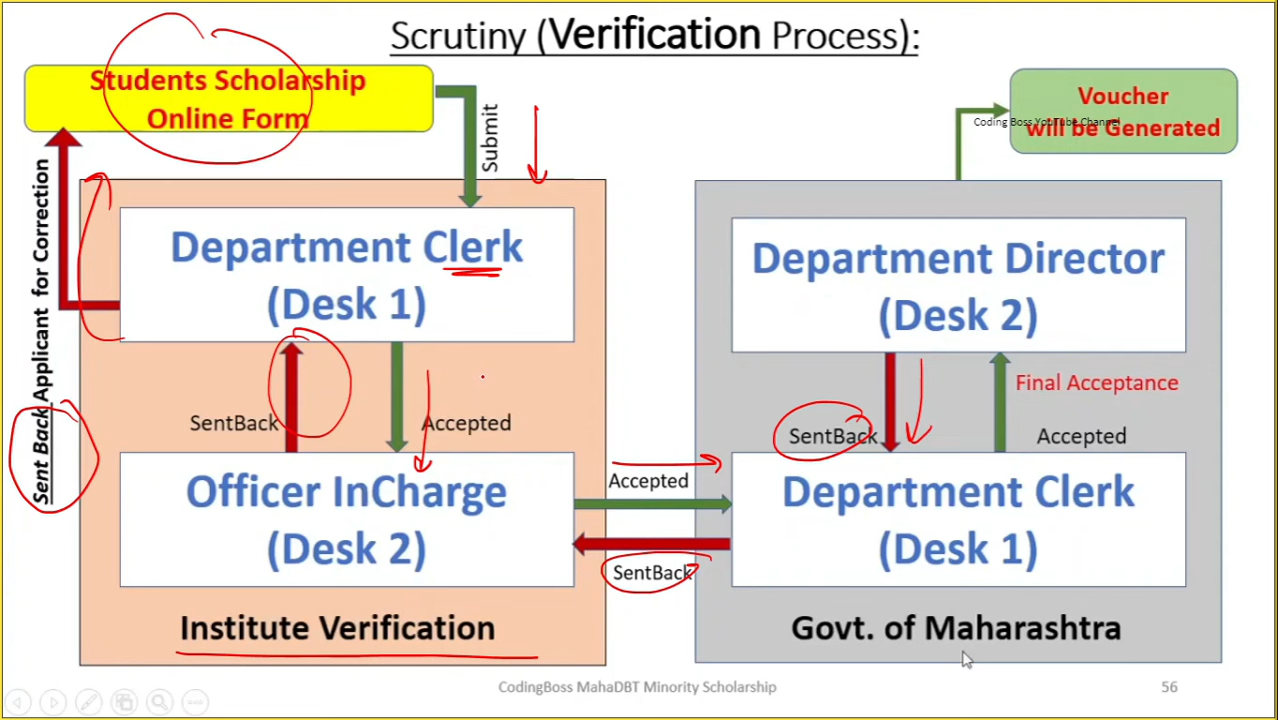 Scrutiny (Verification Process):
Students Scholarship
Online Form
Submit
Voucher
will be Generated
Coding Boss YouTube Channel
Sent Back Applicant for Correction
Department Clerk
(Desk 1)
SentBack
Accepted
Officer InCharge
(Desk 2)
Institute Verification
Accepted
SentBack
Department Director
(Desk 2)
Final Acceptance
SentBack
Accepted
Department Clerk
(Desk 1)
Govt. of Maharashtra
CodingBoss MahaDBT Minority Scholarship
56